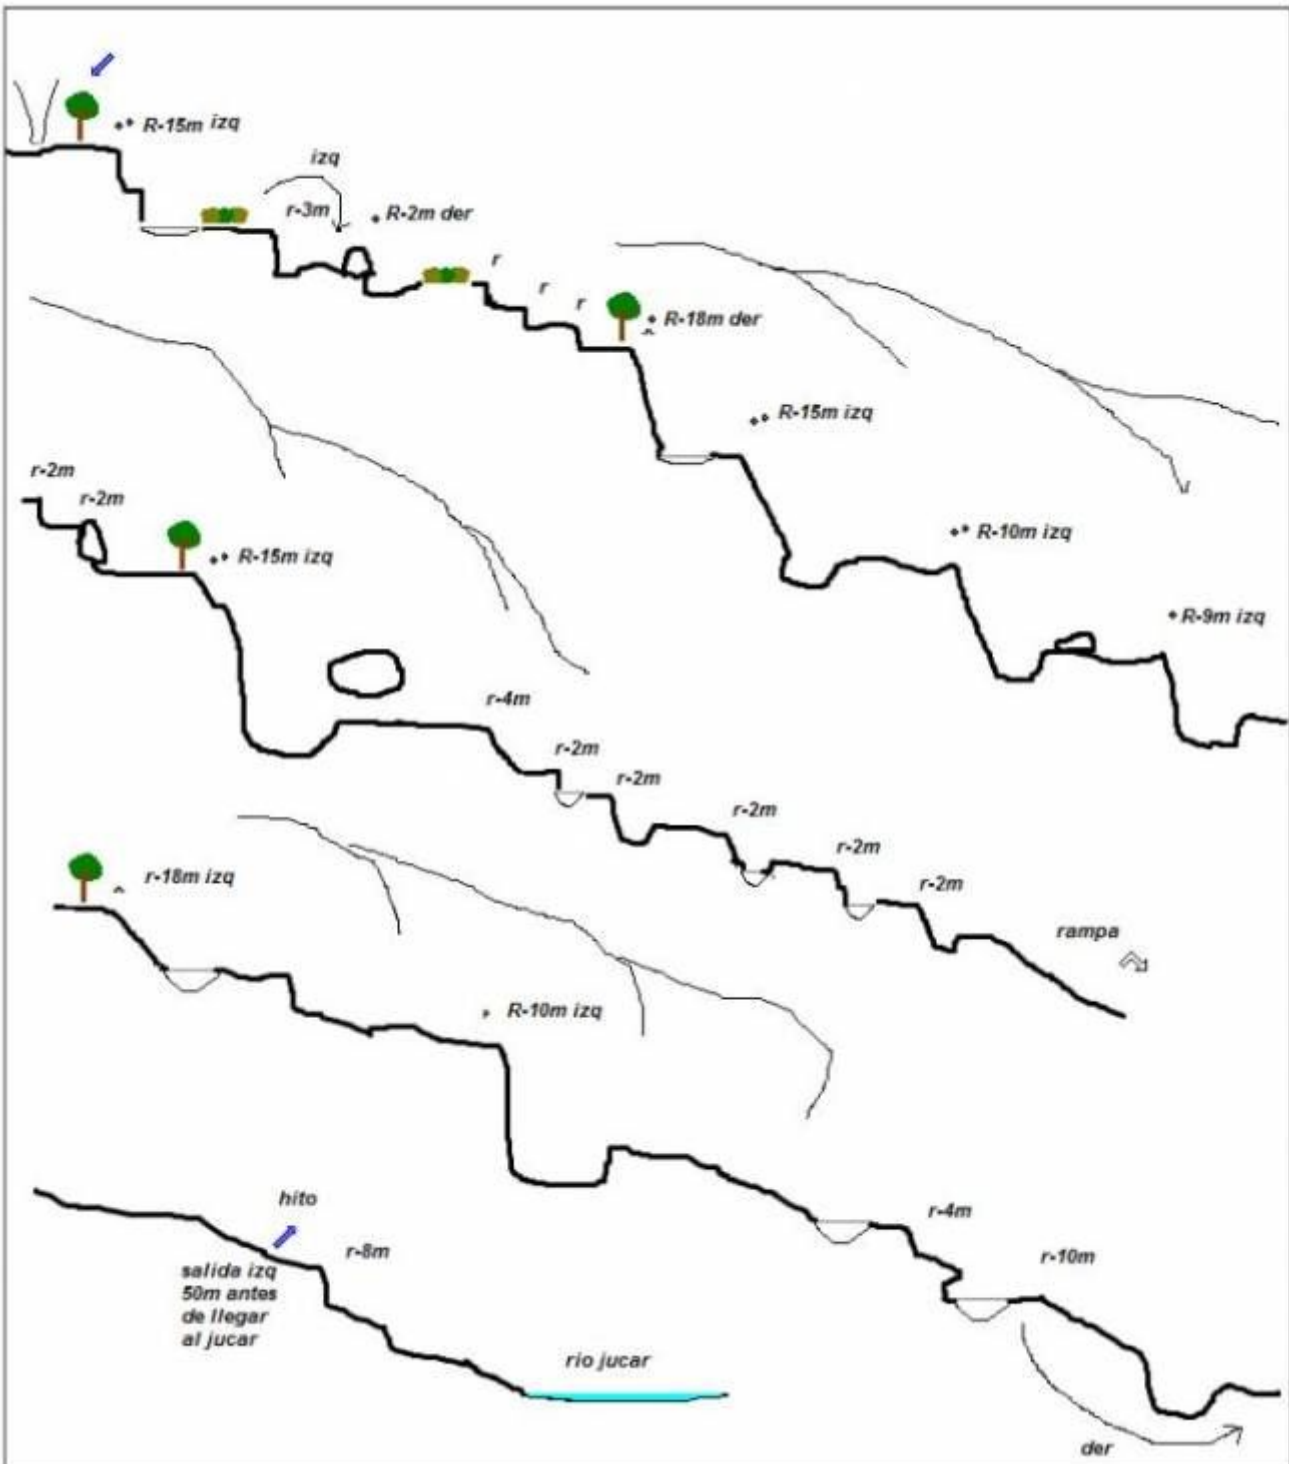 R-15m izq
izq
r-3m
R-2m der
r
r
r
R-18m der
R-15m izq
R-10m izq
R-9m izq
r-2m
r-2m
R-15m izq
r-4m
r-2m
r-2m
r-2m
r-2m
r-2m
rampa
r-18m izq
R-10m izq
r-4m
r-10m
der
hito
salida izq
50m antes
de llegar
al jucar
r-8m
rio jucar